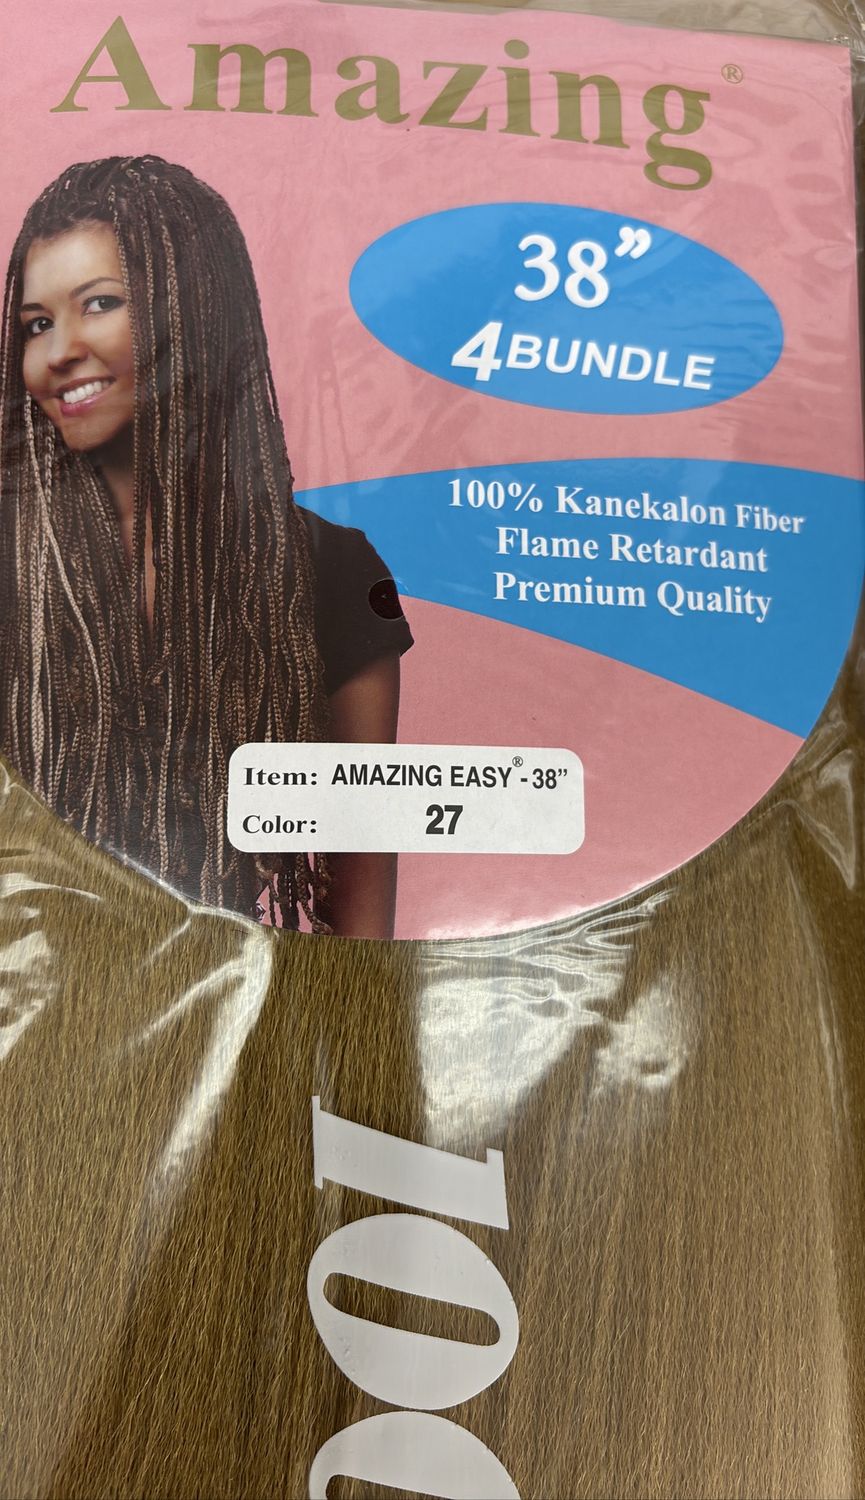 Amazing®
38”
4BUNDLE
100% Kanekalon Fiber
Flame Retardant
Premium Quality
Item: AMAZING EASY® - 38”
Color: 27
100